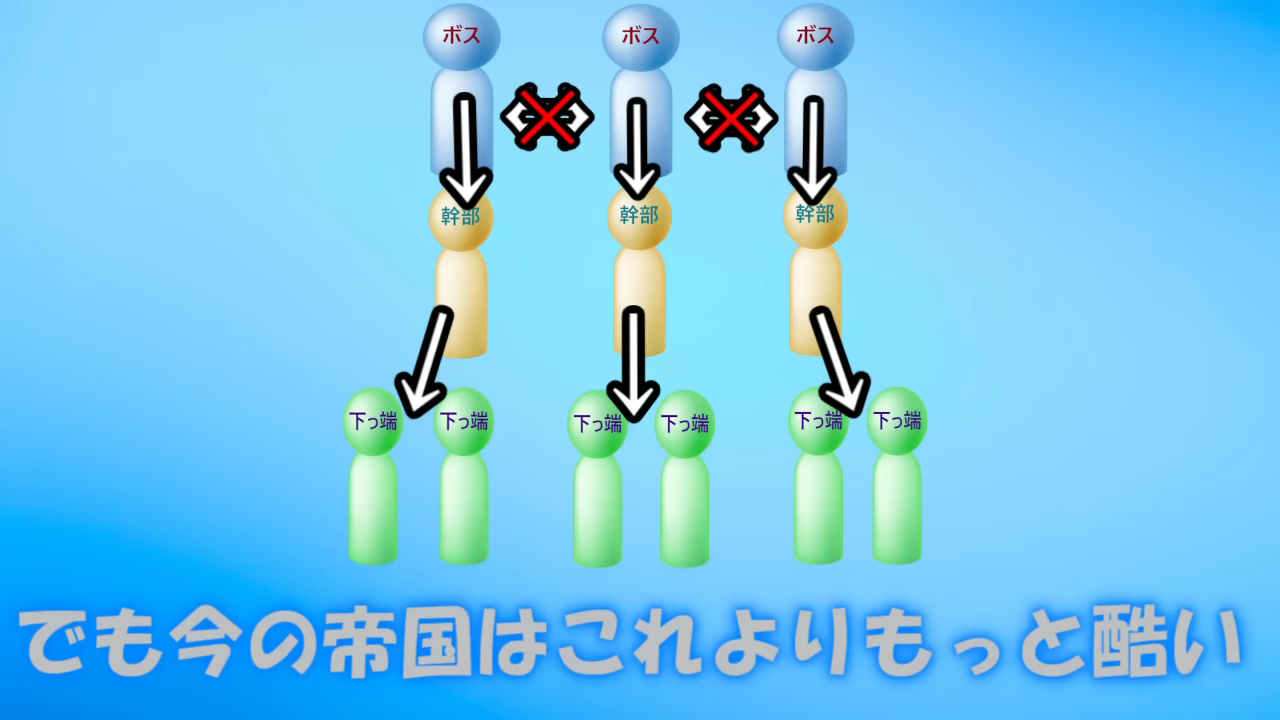 ボス ボス ボス
幹部 幹部 幹部
下っ端 下っ端 下っ端 下っ端 下っ端 下っ端
でも今の帝国はこれよりもっと酷い